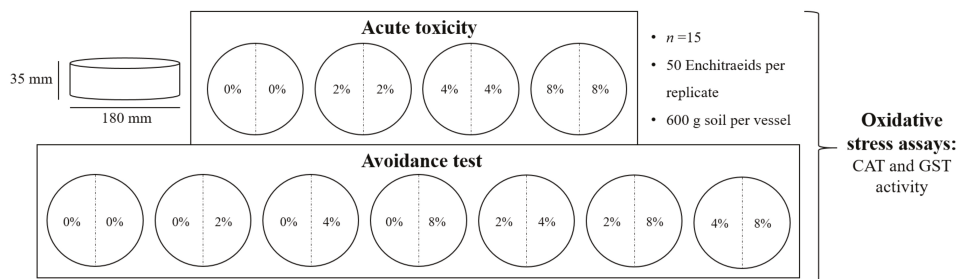 Acute toxicity
35 mm
180 mm
0% 0% 2% 2% 4% 4% 8% 8%
• n =15
• 50 Enchitraeids per
replicate
• 600 g soil per vessel
Avoidance test
0% 0% 0% 2% 0% 4% 0% 8% 2% 4% 2% 8% 4% 8%
Oxidative
stress assays:
CAT and GST
activity